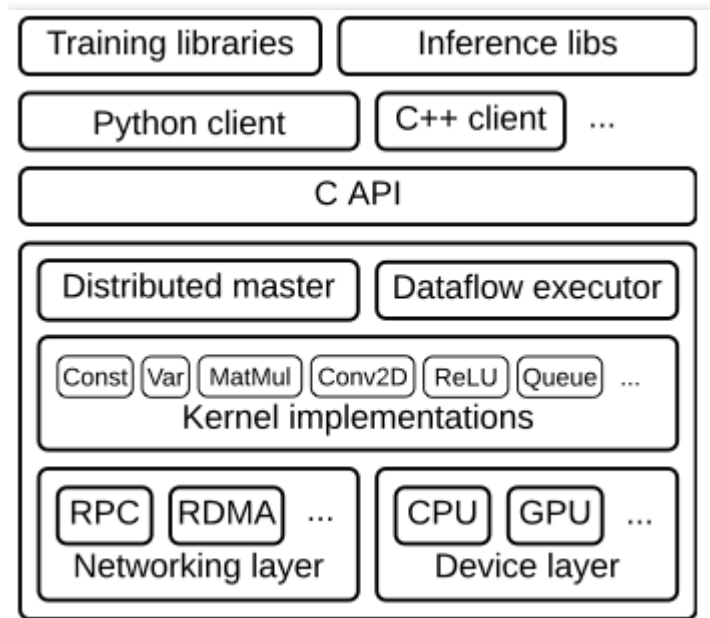 Training libraries Inference libs
Python client C++ client ...
C API
Distributed master Dataflow executor
Const Var MatMul Conv2D ReLU Queue ...
Kernel implementations
RPC RDMA ... CPU GPU ...
Networking layer Device layer